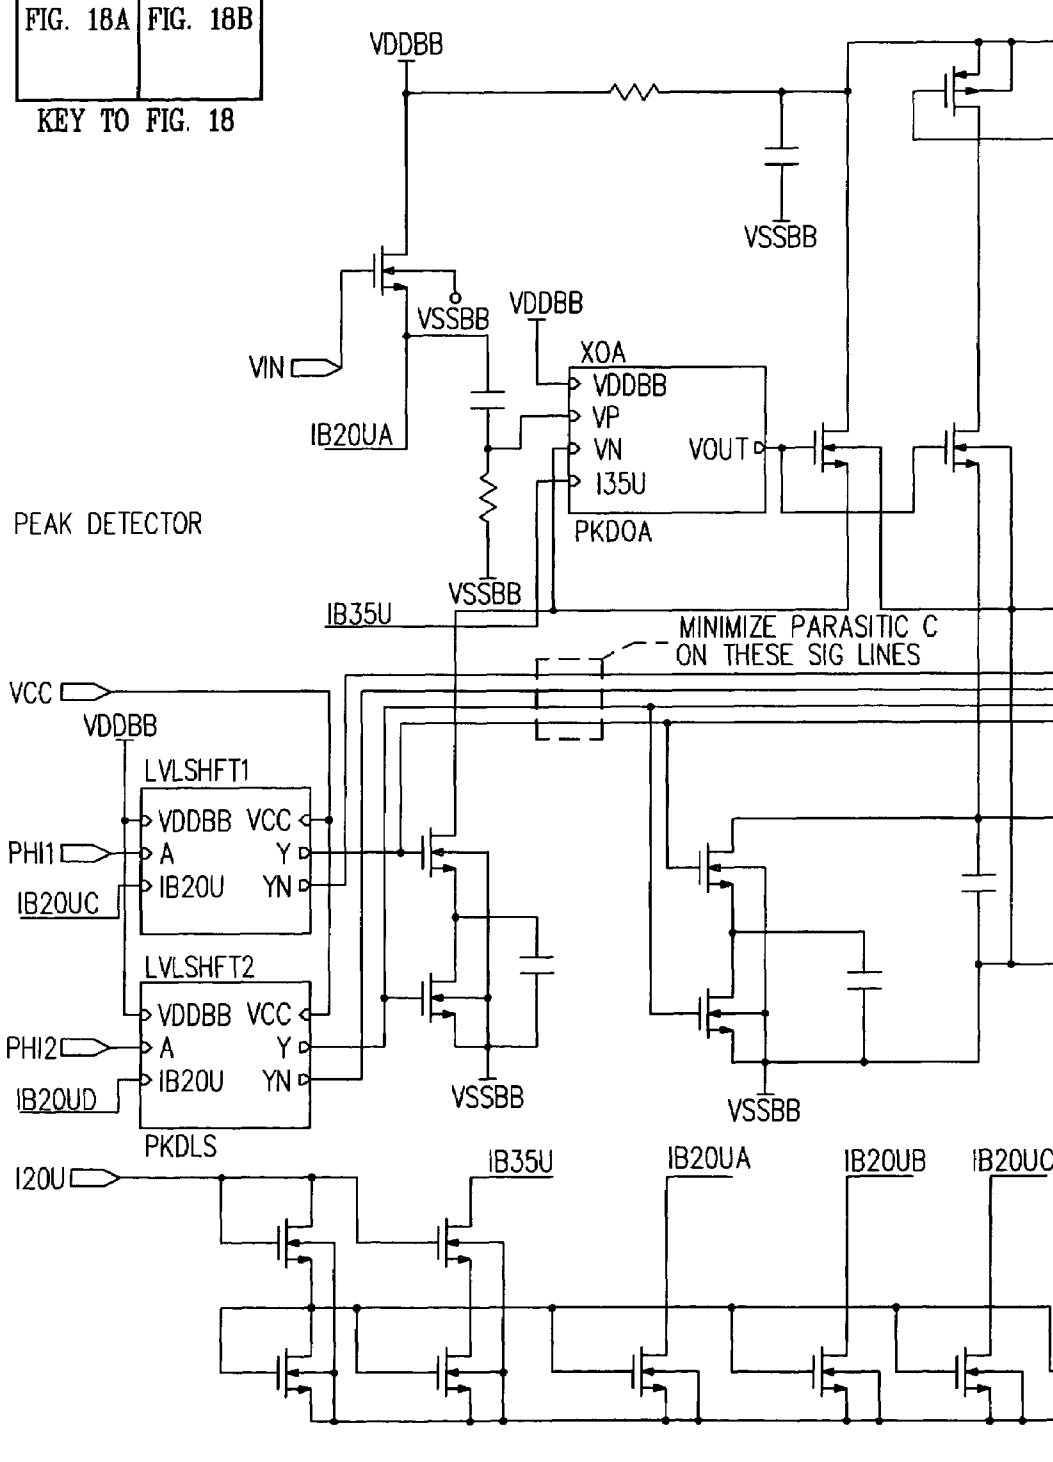 FIG. 18A FIG. 18B
KEY TO FIG. 18
VDDBB
VSSBB
VSSBB
VDDBB
VIN
XOA
VDDBB
VP
IB20UA
VN VOUT
I35U
PEAK DETECTOR
PKDOA
VSSBB
IB35U
MINIMIZE PARASITIC C
ON THESE SIG LINES
VCC
VDDBB
LVLSHFT1
VDDBB VCC
PHI1 A Y
IB20UC IB20U YN
LVLSHFT2
VDDBB VCC
PHI2 A Y
IB20UD IB20U YN
VSSBB
VSSBB
PKDLS
I20U
IB35U
IB20UA
IB20UB
IB20UC